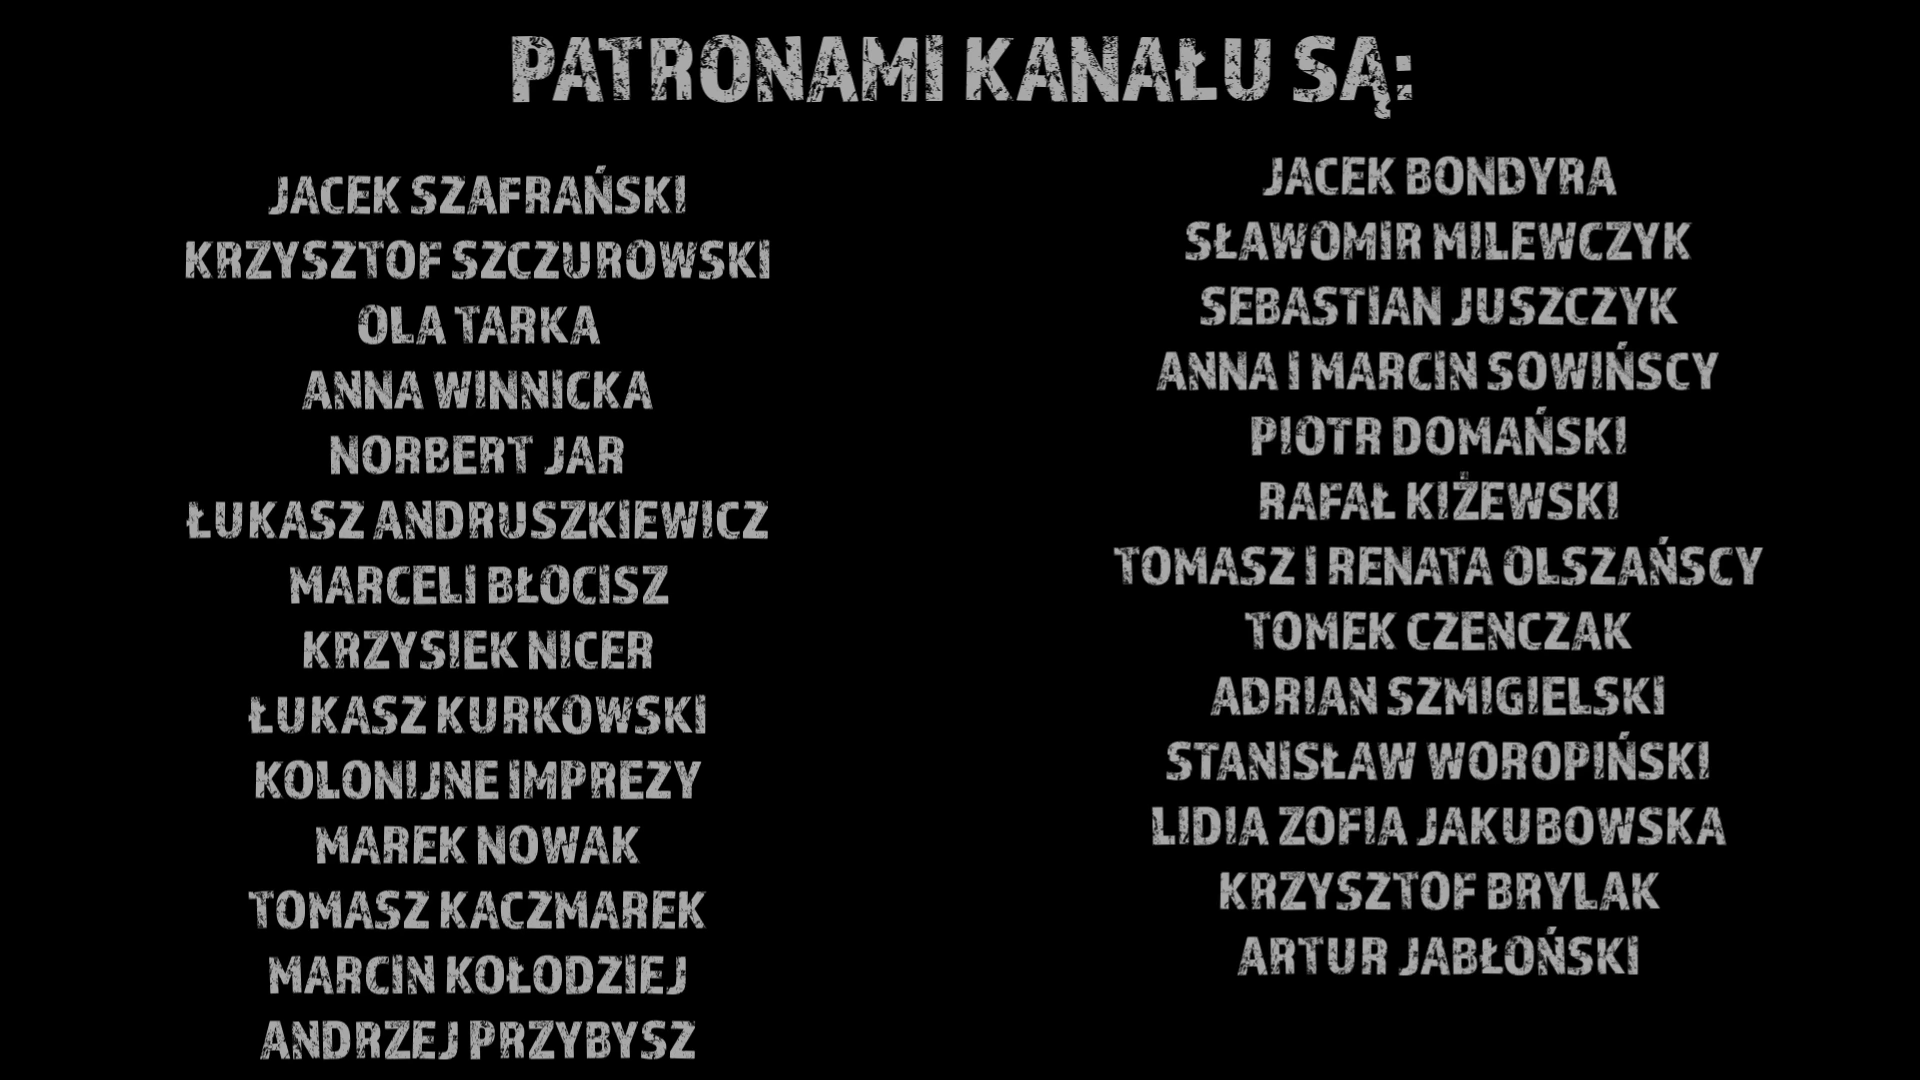 PATRONAMI KANAŁU SĄ:
JACEK SZAFRAŃSKI
KRZYSZTOF SZCZUROWSKI
OLA TARKA
ANNA WINNICKA
NORBERT JAR
ŁUKASZ ANDRUSZKIEWICZ
MARCELI BŁOCISZ
KRZYSIEK NICER
ŁUKASZ KURKOWSKI
KOLONIJNE IMPREZY
MAREK NOWAK
TOMASZ KACZMAREK
MARCIN KOŁODZIEJ
ANDRZEJ PRZYBYSZ
JACEK BONDYRA
SŁAWOMIR MILEWCZYK
SEBASTIAN JUSZCZYK
ANNA I MARCIN SOWIŃSCY
PIOTR DOMAŃSKI
RAFAŁ KIŻEWSKI
TOMASZ I RENATA OLSZAŃSCY
TOMEK CZENCZAK
ADRIAN SZMIGIELSKI
STANISŁAW WOROPIŃSKI
LIDIA ZOFIA JAKUBOWSKA
KRZYSZTOF BRYLAK
ARTUR JABŁOŃSKI